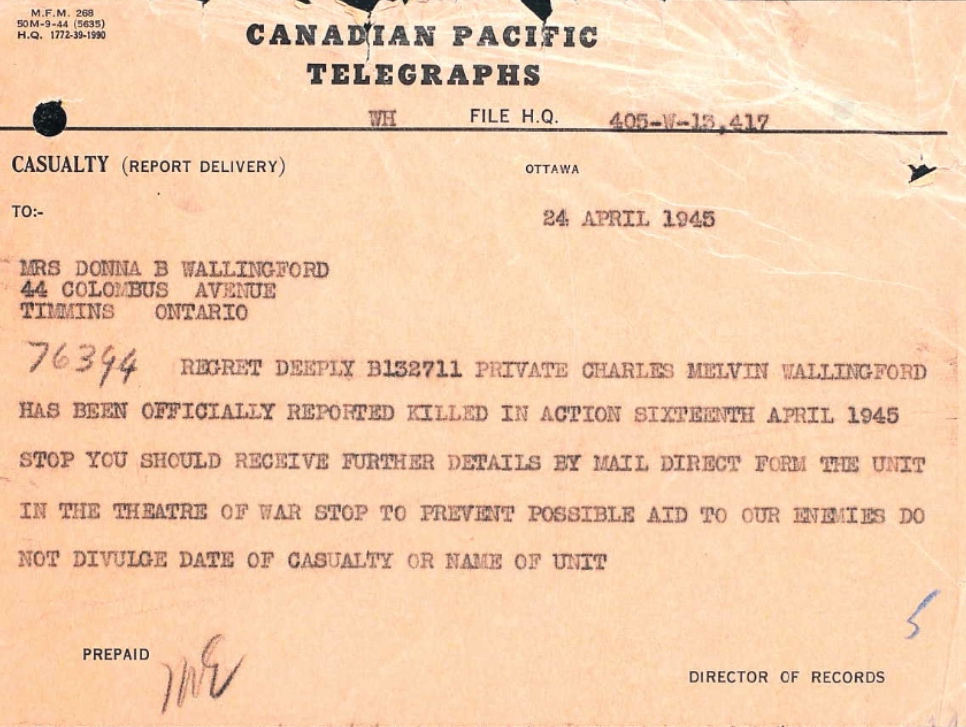 M.F.M. 268
50M-9-44 (5635)
H.Q. 1772-39-1990
CANADIAN PACIFIC
TELEGRAPHS
WH FILE H.Q. 405-W-13,417
CASUALTY (REPORT DELIVERY) OTTAWA
TO:- 24 APRIL 1945
MRS DONNA B WALLINGFORD
44 COLOMBUS AVENUE
TIMMINS ONTARIO
76394 REGRET DEEPLY B132711 PRIVATE CHARLES MELVIN WALLINGFORD
HAS BEEN OFFICIALLY REPORTED KILLED IN ACTION SIXTEENTH APRIL 1945
STOP YOU SHOULD RECEIVE FURTHER DETAILS BY MAIL DIRECT FORM THE UNIT
IN THE THEATRE OF WAR STOP TO PREVENT POSSIBLE AID TO OUR ENEMIES DO
NOT DIVULGE DATE OF CASUALTY OR NAME OF UNIT
5
PREPAID
DIRECTOR OF RECORDS